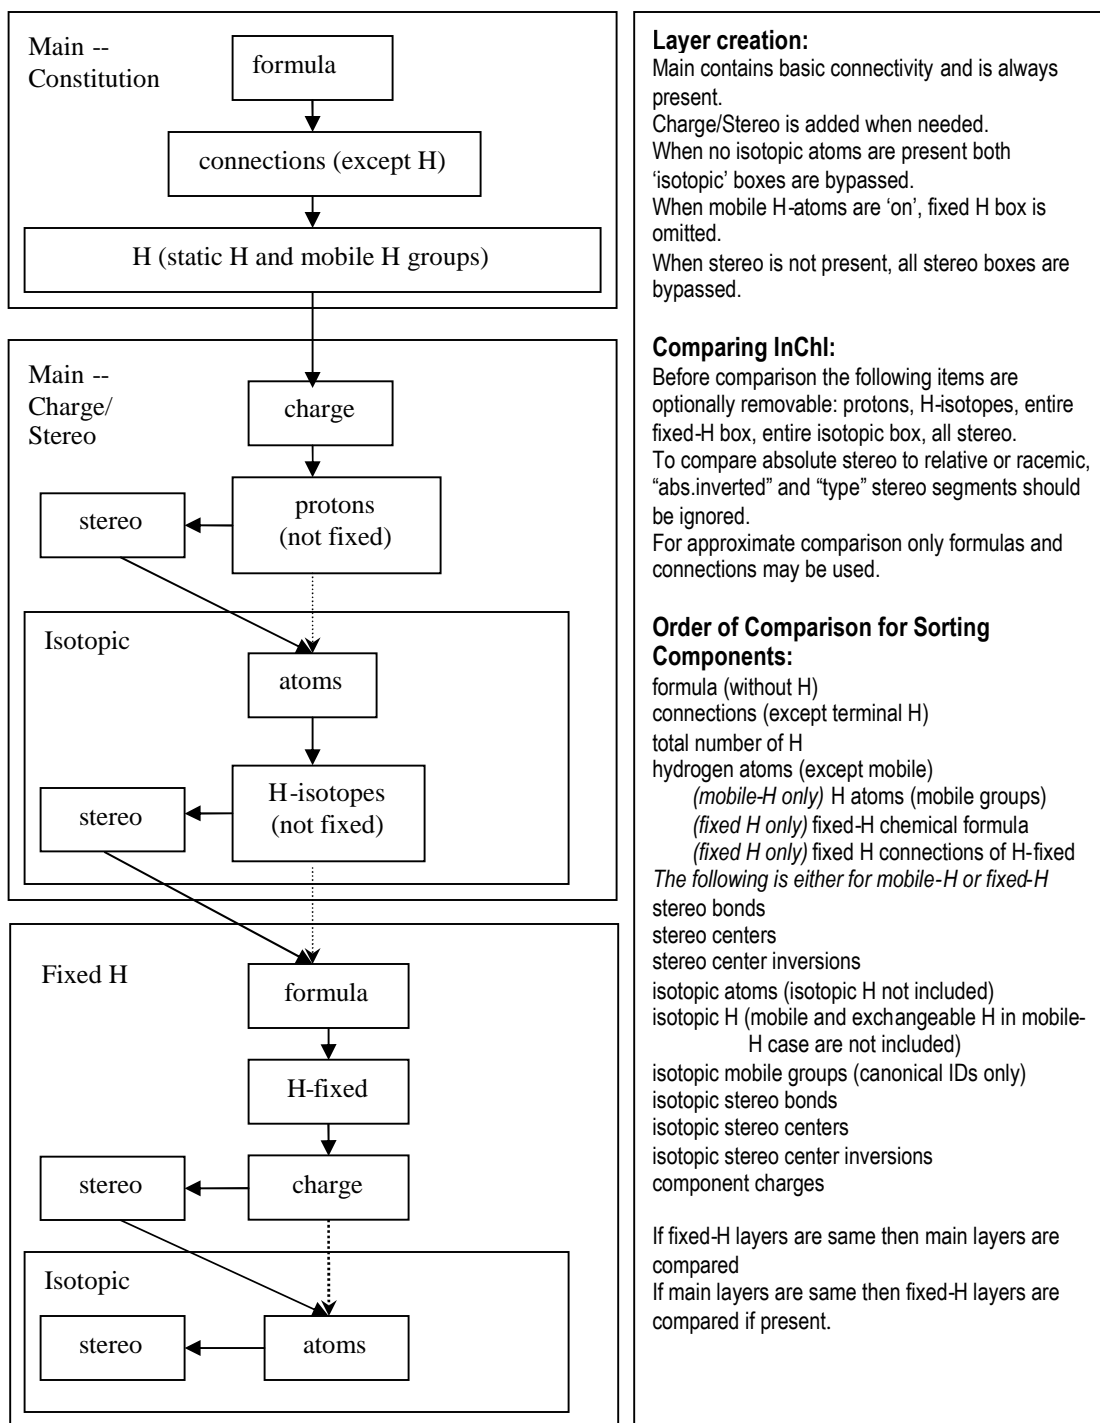 Main --
Constitution
formula
connections (except H)
H (static H and mobile H groups)
Main --
Charge/
Stereo
charge
protons
(not fixed)
stereo
Isotopic
atoms
H-isotopes
(not fixed)
stereo
Fixed H
formula
H-fixed
charge
stereo
Isotopic
atoms
stereo
Layer creation:
Main contains basic connectivity and is always
present.
Charge/Stereo is added when needed.
When no isotopic atoms are present both
‘isotopic’ boxes are bypassed.
When mobile H-atoms are ‘on’, fixed H box is
omitted.
When stereo is not present, all stereo boxes are
bypassed.
Comparing InChI:
Before comparison the following items are
optionally removable: protons, H-isotopes, entire
fixed-H box, entire isotopic box, all stereo.
To compare absolute stereo to relative or racemic,
“abs.inverted” and “type” stereo segments should
be ignored.
For approximate comparison only formulas and
connections may be used.
Order of Comparison for Sorting
Components:
formula (without H)
connections (except terminal H)
total number of H
hydrogen atoms (except mobile)
(mobile-H only) H atoms (mobile groups)
(fixed H only) fixed-H chemical formula
(fixed H only) fixed H connections of H-fixed
The following is either for mobile-H or fixed-H
stereo bonds
stereo centers
stereo center inversions
isotopic atoms (isotopic H not included)
isotopic H (mobile and exchangeable H in mobile-
H case are not included)
isotopic mobile groups (canonical IDs only)
isotopic stereo bonds
isotopic stereo centers
isotopic stereo center inversions
component charges
If fixed-H layers are same then main layers are
compared
If main layers are same then fixed-H layers are
compared if present.